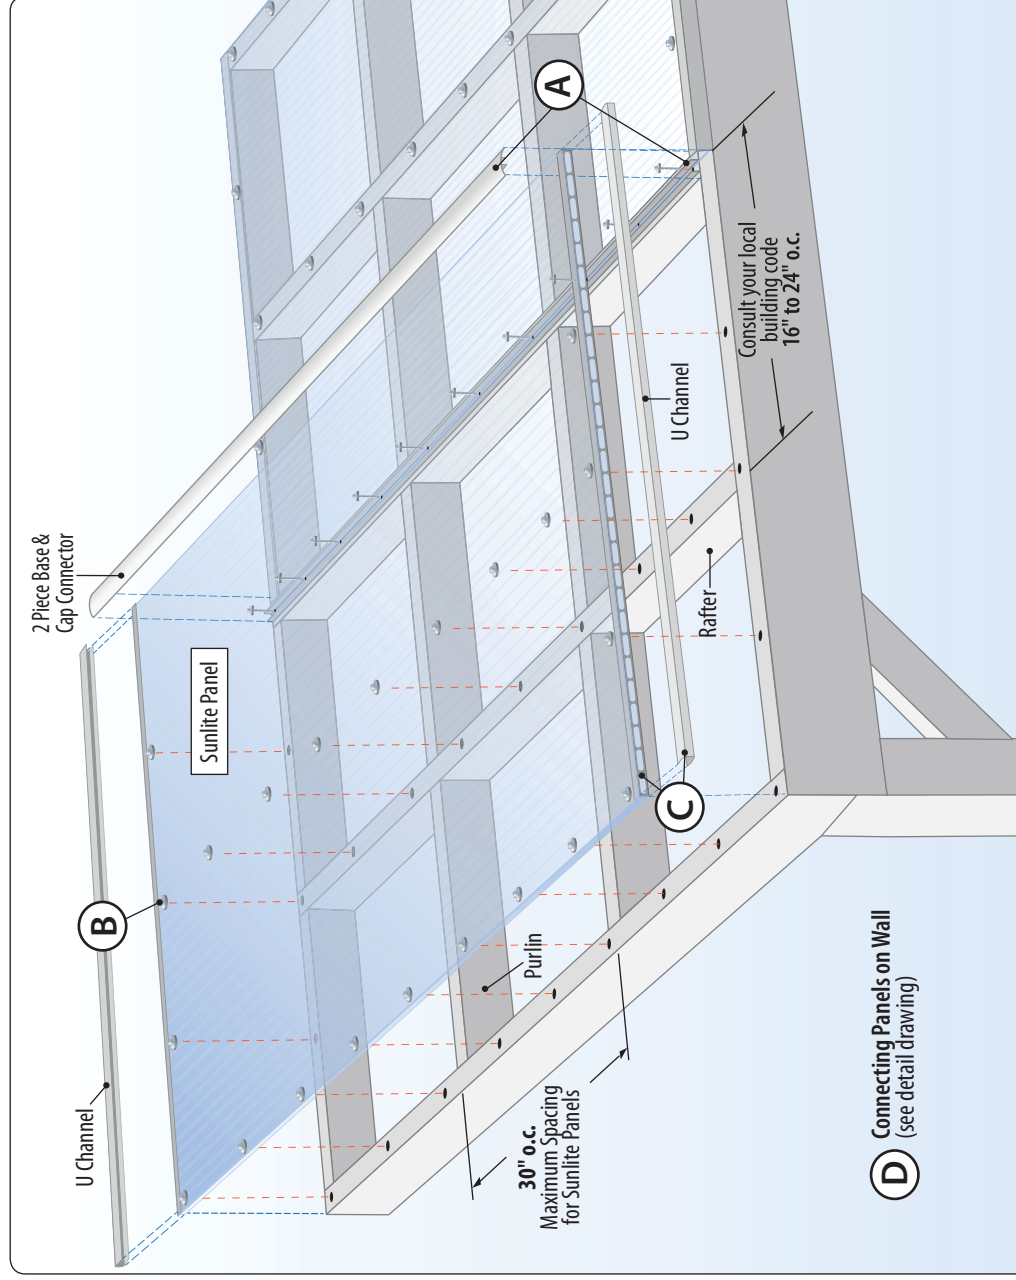 2 Piece Base &
Cap Connector
A
U Channel
B
Sunlite Panel
Consult your local
building code
16" to 24" o.c.
U Channel
Rafter
C
Purlin
30" o.c.
Maximum Spacing
for Sunlite Panels
D
Connecting Panels on Wall
(see detail drawing)